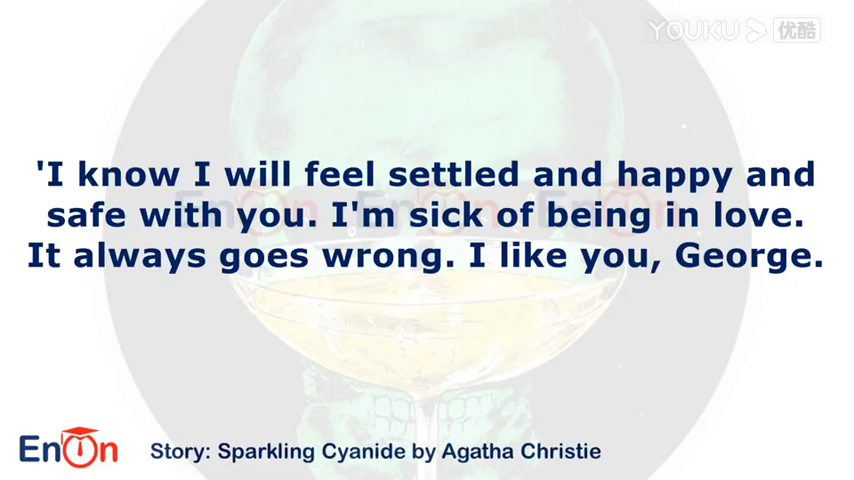 YOUKU 优酷
'I know I will feel settled and happy and
safe with you. I'm sick of being in love.
It always goes wrong. I like you, George.
EnOn
Story: Sparkling Cyanide by Agatha Christie